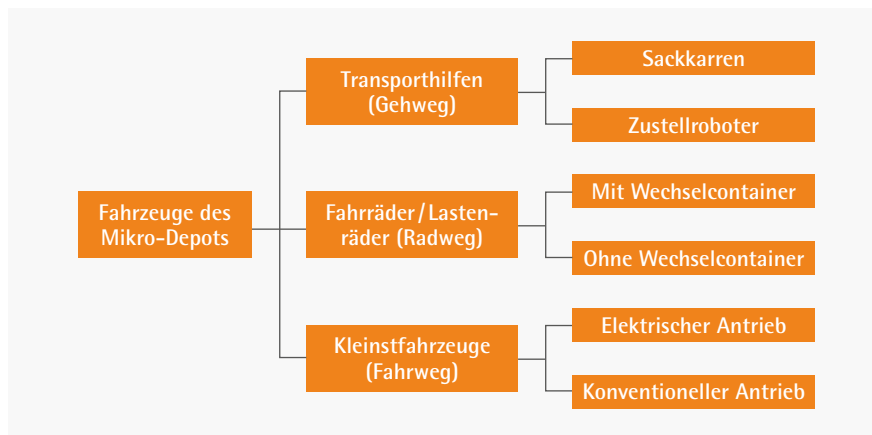 Fahrzeuge des
Mikro-Depots
Transporthilfen
(Gehweg)
Sackkarren
Zustellroboter
Fahrräder / Lasten-
räder (Radweg)
Mit Wechselcontainer
Ohne Wechselcontainer
Kleinstfahrzeuge
(Fahrweg)
Elektrischer Antrieb
Konventioneller Antrieb